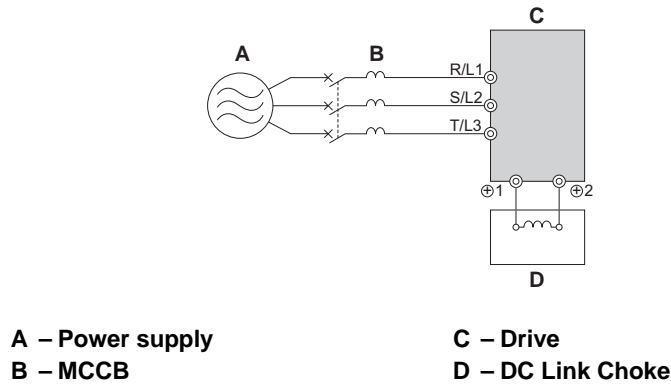 C
A
B
R/L1
S/L2
T/L3
⊕1
⊕2
D
A – Power supply
B – MCCB
C – Drive
D – DC Link Choke